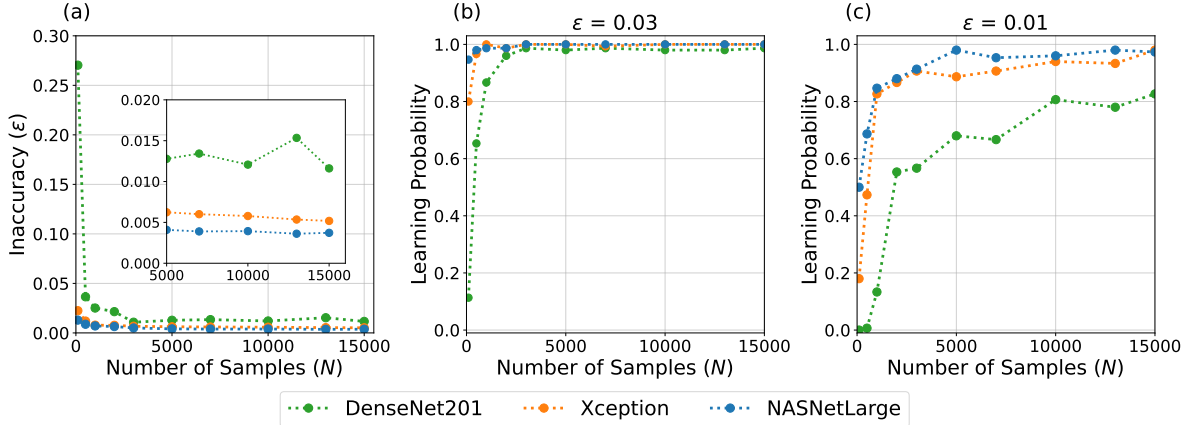 (a)
(b)
(c)
ε = 0.03
ε = 0.01
0.30
0.25
0.20
0.15
0.10
0.05
0.00
Inaccuracy (ε)
0.020
0.015
0.010
0.005
0.000
5000
10000
15000
0
5000
10000
15000
Number of Samples (N)
1.0
0.8
0.6
0.4
0.2
0.0
Learning Probability
0
5000
10000
15000
Number of Samples (N)
1.0
0.8
0.6
0.4
0.2
0.0
Learning Probability
0
5000
10000
15000
Number of Samples (N)
DenseNet201
Xception
NASNetLarge